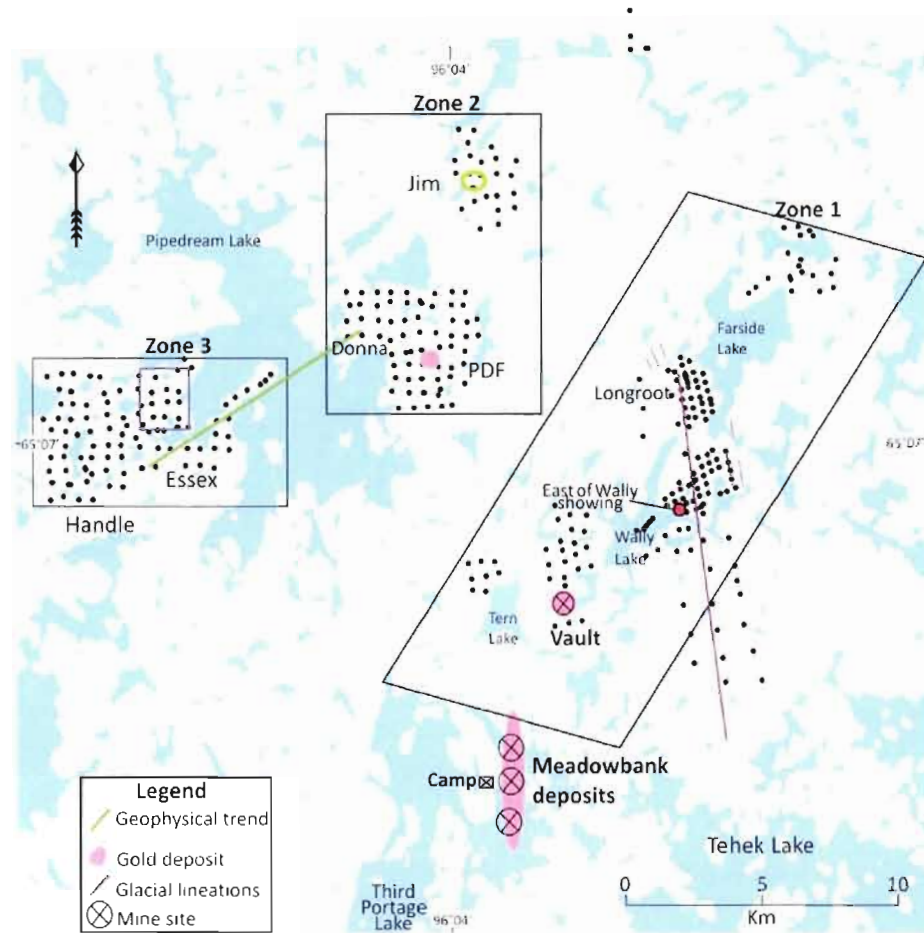 96°04'
Zone 2
Jim
Zone 1
Pipedream Lake
Farside
Lake
Donna
PDF
Zone 3
Longroot
65°07'
65°07'
Essex
East of Wally
showing
Handle
Wally
Lake
Tern
Lake
Vault
Meadowbank
deposits
Camp
Legend
Geophysical trend
Gold deposit
Glacial lineations
Mine site
Tehek Lake
Third
Portage
Lake
96°04'
0 5 10
Km